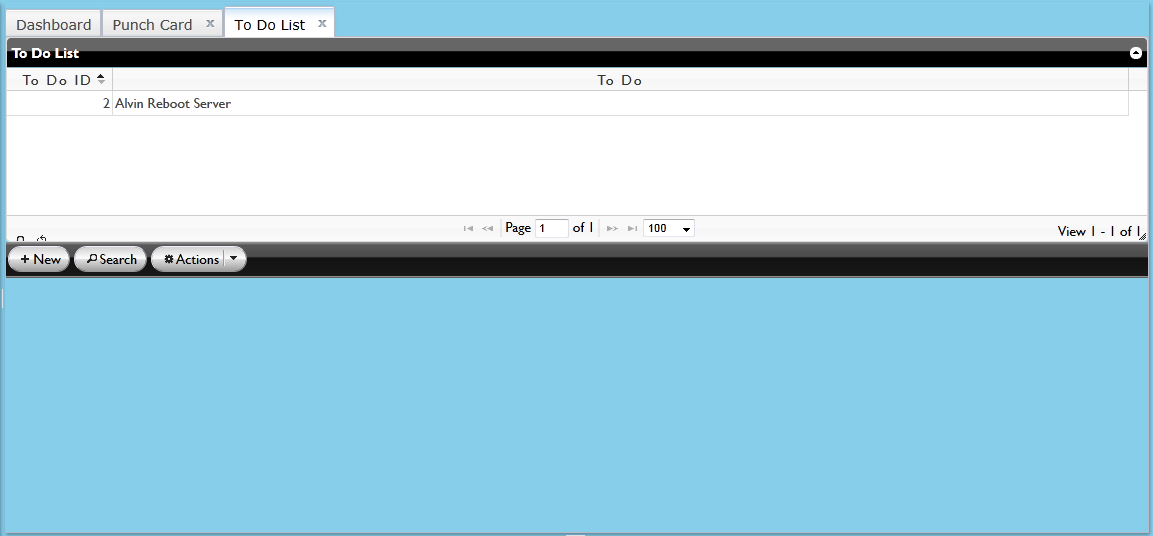 Dashboard Punch Card x To Do List x
To Do List
To Do ID To Do
2 Alvin Reboot Server
Page 1 of 1 100 View 1 - 1 of 1
+ New Search Actions